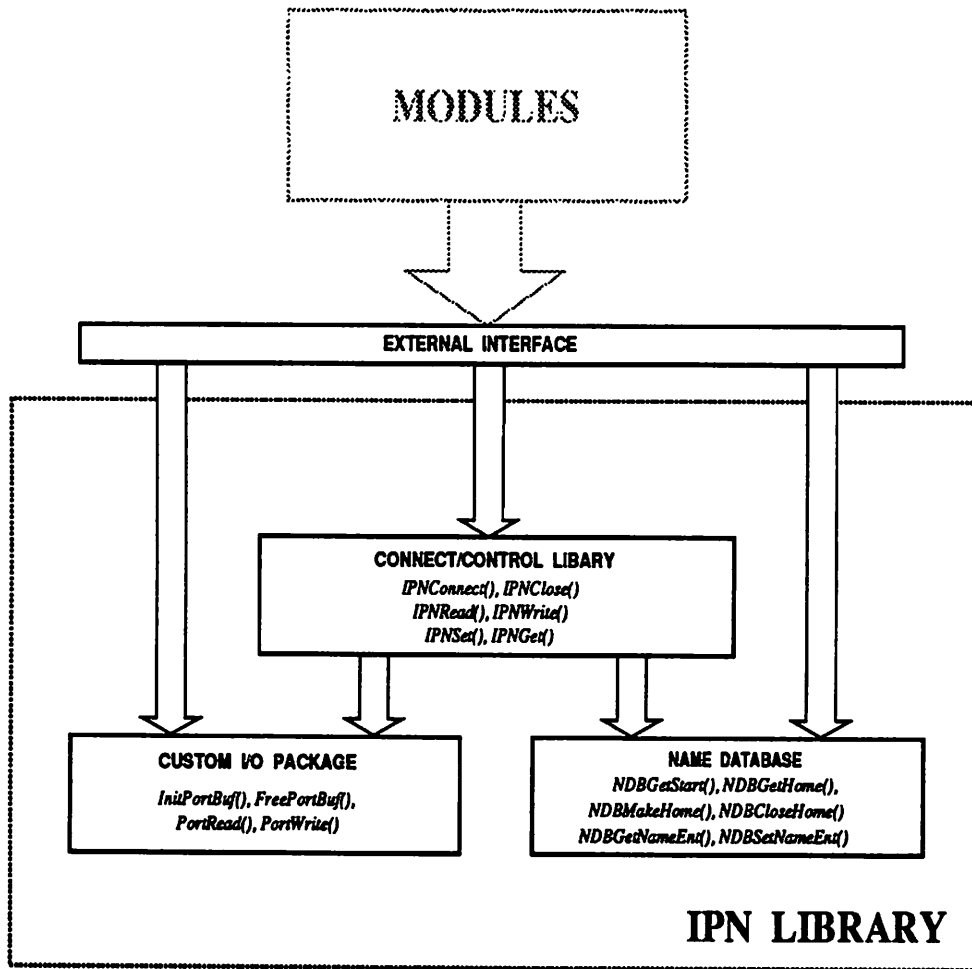 MODULES
EXTERNAL INTERFACE
CONNECT/CONTROL LIBARY
IPNConnect(), IPNClose()
IPNRead(), IPNWrite()
IPNSet(), IPNGet()
CUSTOM I/O PACKAGE
InitPortBuf(), FreePortBuf(),
PortRead(), PortWrite()
NAME DATABASE
NDBGetStart(), NDBGetHome(),
NDBMakeHome(), NDBCloseHome()
NDBGetNameEnt(), NDBSetNameEnt()
IPN LIBRARY